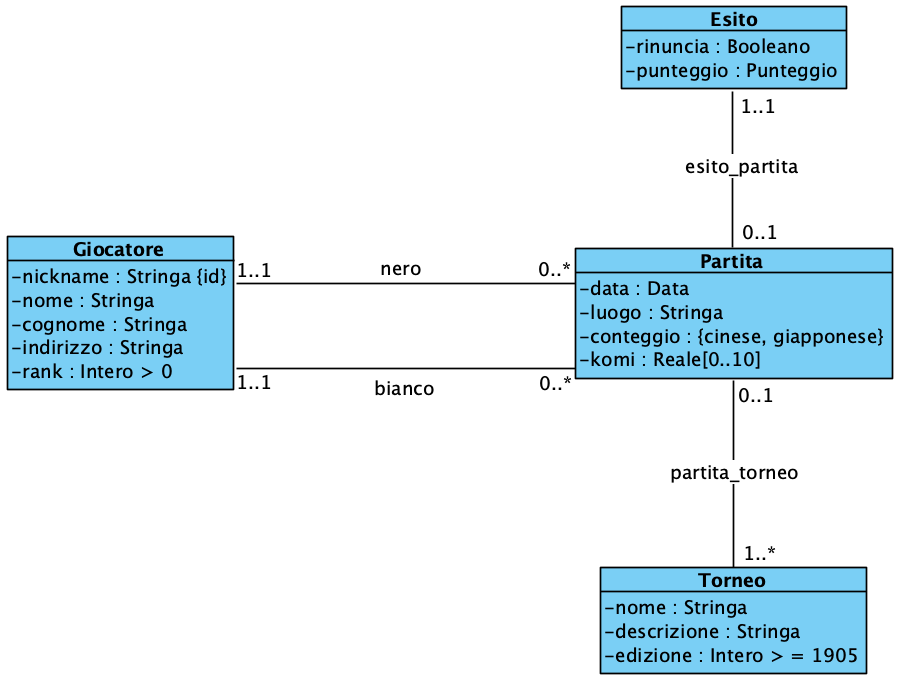 Esito
-rinuncia : Booleano
-punteggio : Punteggio
1..1
esito_partita
0..1
Giocatore
-nickname : Stringa {id}
-nome : Stringa
-cognome : Stringa
-indirizzo : Stringa
-rank : Intero > 0
1..1
nero
0..*
1..1
bianco
0..*
Partita
-data : Data
-luogo : Stringa
-conteggio : {cinese, giapponese}
-komi : Reale[0..10]
0..1
partita_torneo
1..*
Torneo
-nome : Stringa
-descrizione : Stringa
-edizione : Intero > = 1905